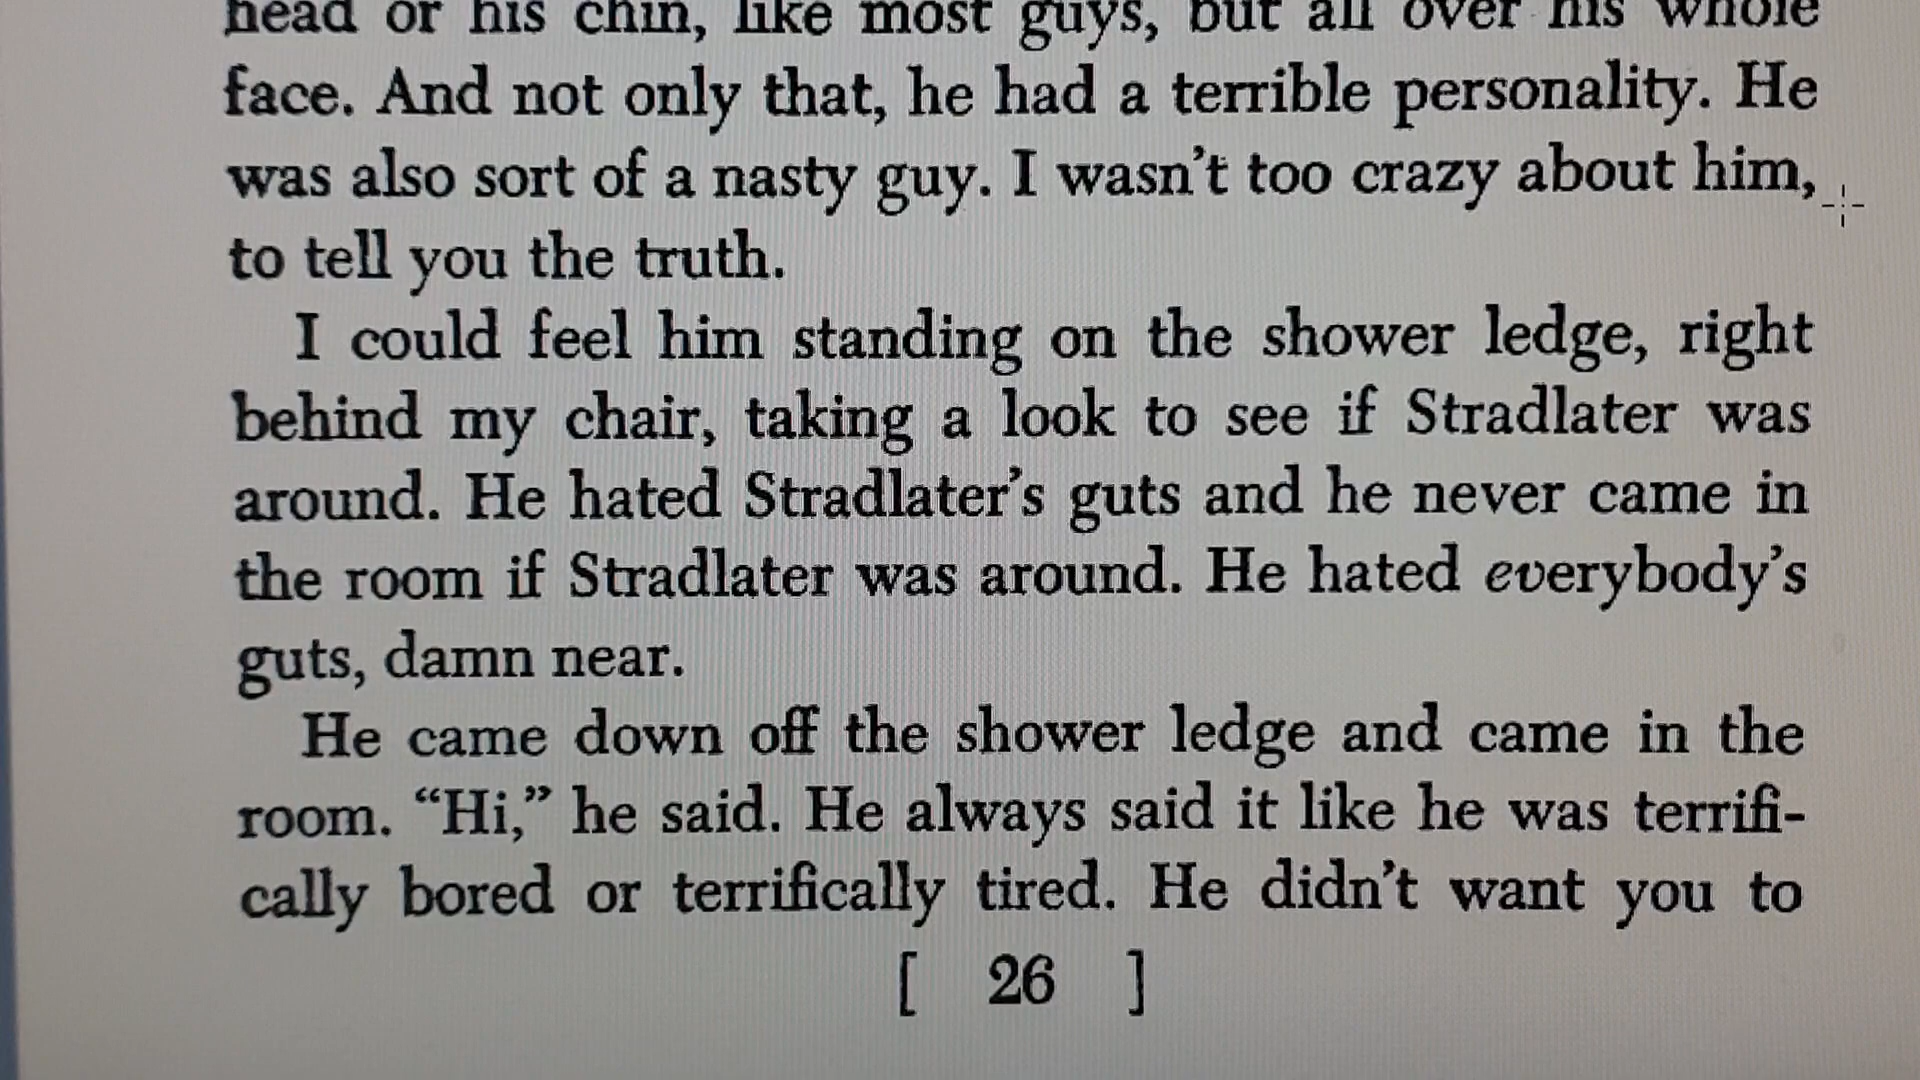 head or his chin, like most guys, but all over his whole
face. And not only that, he had a terrible personality. He
was also sort of a nasty guy. I wasn't too crazy about him,
to tell you the truth.
I could feel him standing on the shower ledge, right
behind my chair, taking a look to see if Stradlater was
around. He hated Stradlater's guts and he never came in
the room if Stradlater was around. He hated everybody's
guts, damn near.
He came down off the shower ledge and came in the
room. “Hi,” he said. He always said it like he was terrifi-
cally bored or terrifically tired. He didn't want you to
[ 26 ]